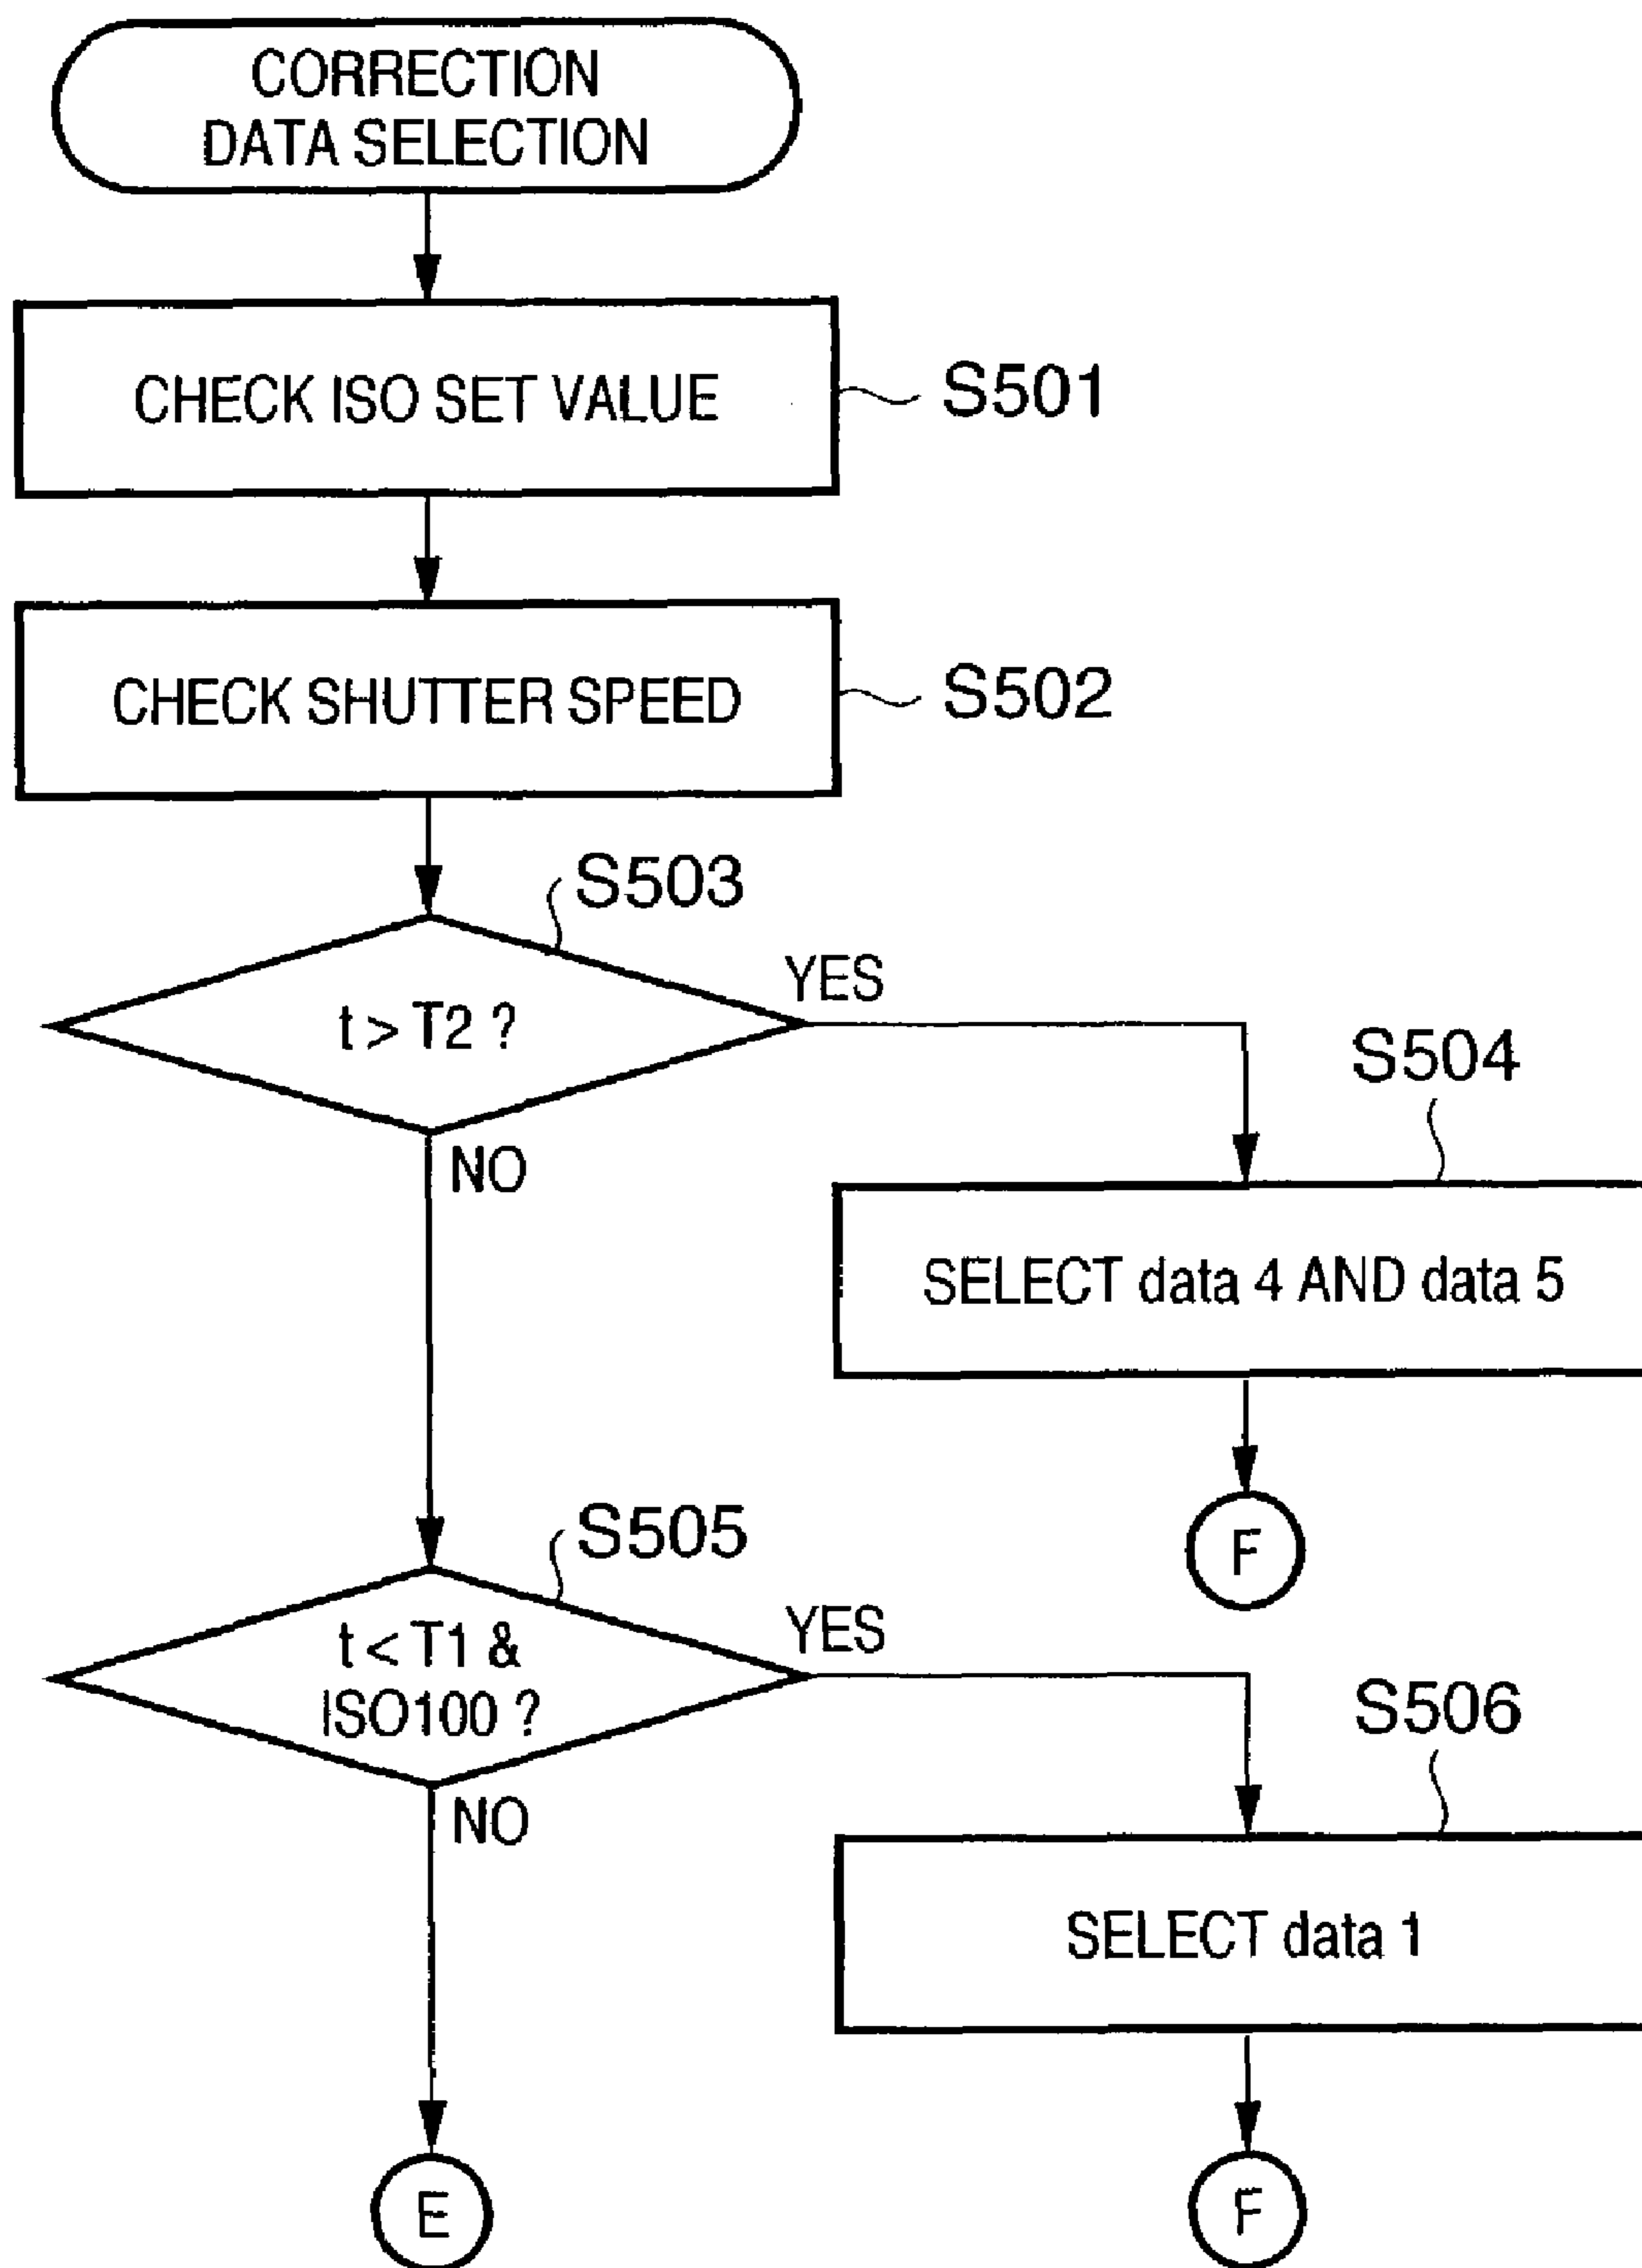 CORRECTION
DATA SELECTION
CHECK ISO SET VALUE
S501
CHECK SHUTTER SPEED
S502
S503
t > T2 ?
YES
NO
S504
SELECT data 4 AND data 5
F
S505
t < T1 &
ISO100 ?
YES
NO
S506
SELECT data 1
E
F